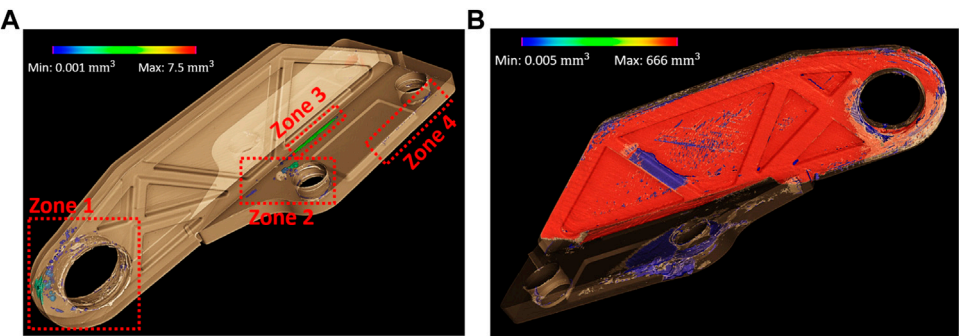 A
Min: 0.001 mm³
Max: 7.5 mm³
Zone 1
Zone 2
Zone 3
Zone 4
B
Min: 0.005 mm³
Max: 666 mm³